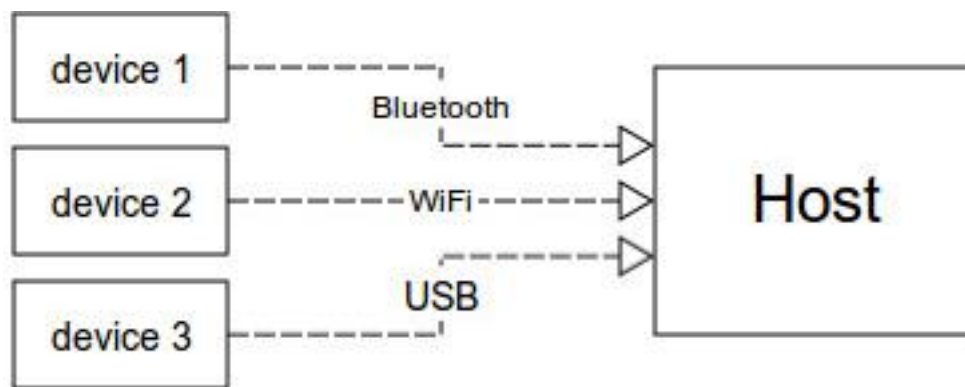 device 1
Bluetooth
device 2
WiFi
Host
USB
device 3